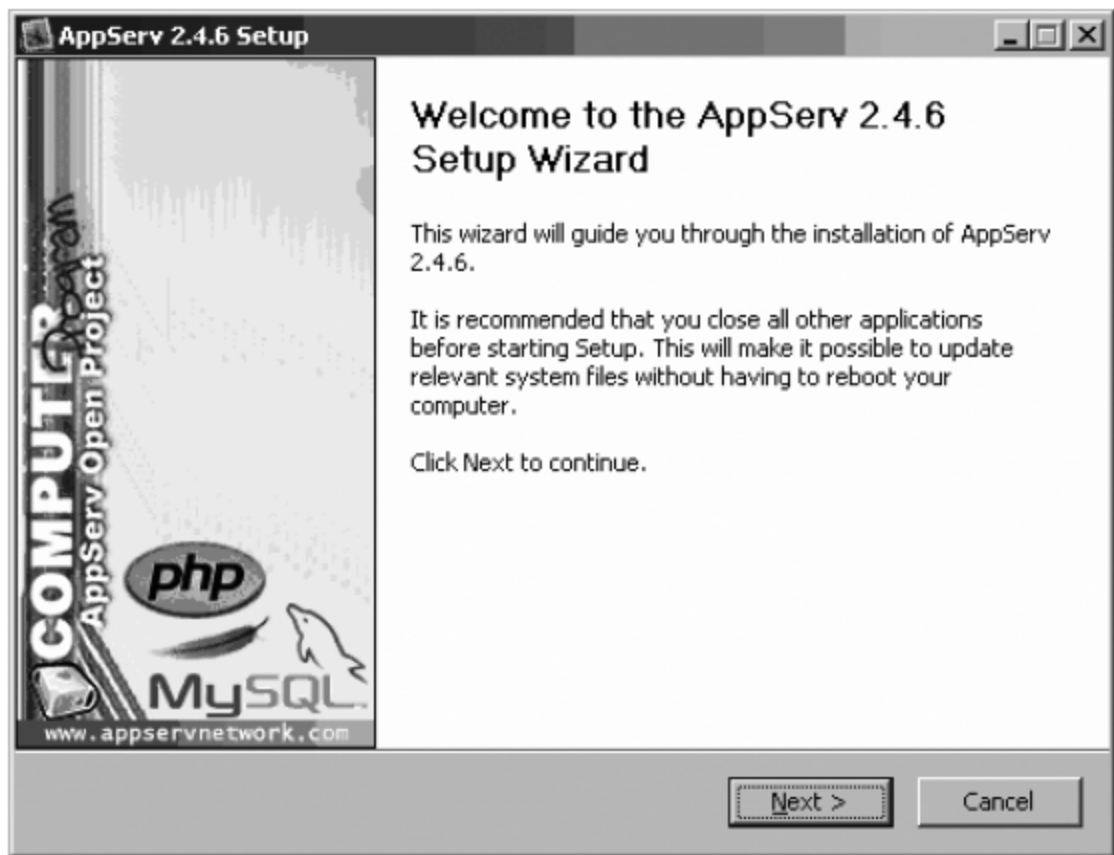 AppServ 2.4.6 Setup
Welcome to the AppServ 2.4.6
Setup Wizard
This wizard will guide you through the installation of AppServ
2.4.6.
It is recommended that you close all other applications
before starting Setup. This will make it possible to update
relevant system files without having to reboot your
computer.
Click Next to continue.
COMPUTER
AppServ Open Project
php
MySQL
www.appservnetwork.com
Next >
Cancel